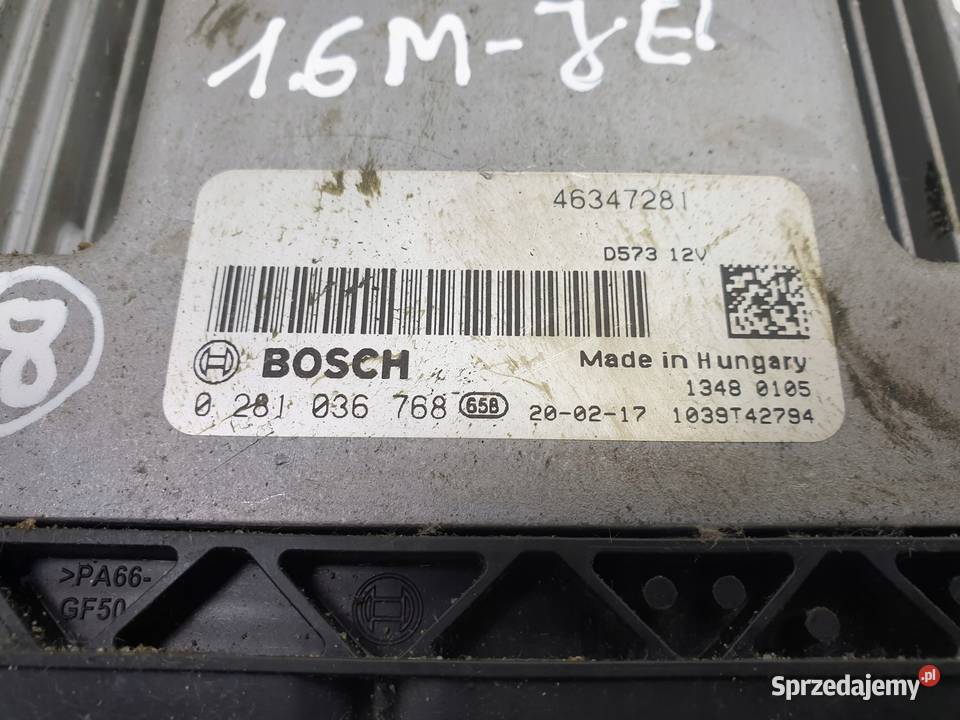 1.6M-JET
46347281
D573 12V
BOSCH
Made in Hungary
1348 0105
0 281 036 768 658 20-02-17 1039T42794
8
>PA66-
GF50
Sprzedajemy.pl